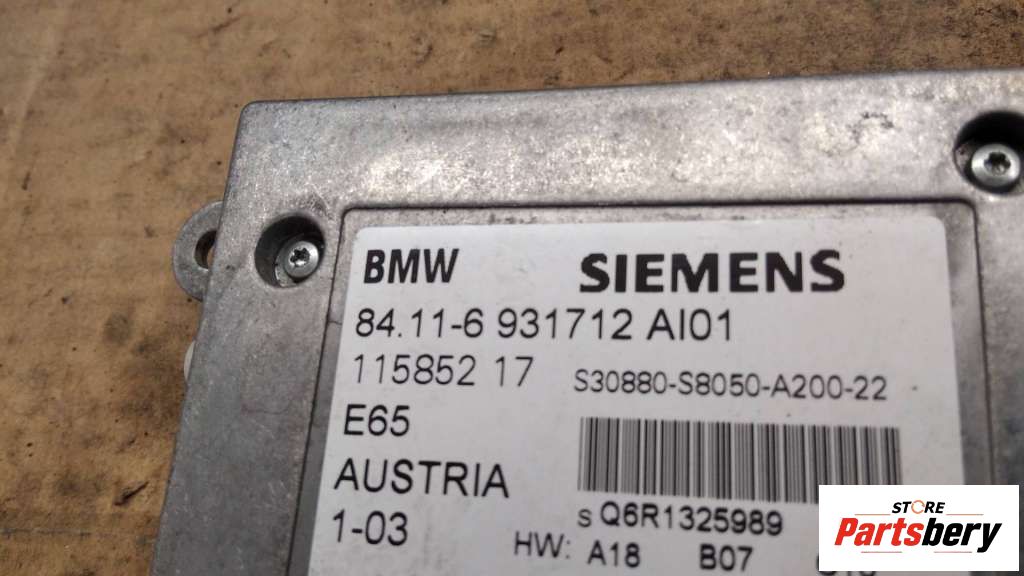 BMW SIEMENS
84.11-6 931712 AI01
115852 17 S30880-S8050-A200-22
E65
AUSTRIA
S Q6R1325989
1-03 HW: A18 B07
STORE
Partsbery